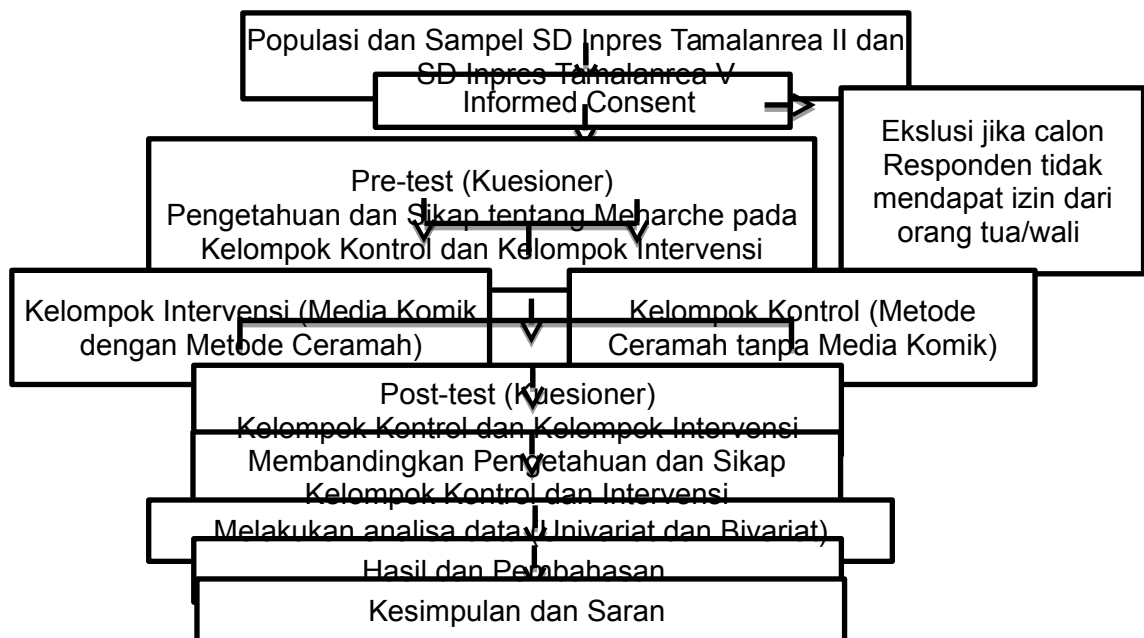 Populasi dan Sampel SD Inpres Tamalanrea II dan
SD Inpres Tamalanrea V
Informed Consent
Ekslusi jika calon
Responden tidak
mendapat izin dari
orang tua/wali
Pre-test (Kuesioner)
Pengetahuan dan Sikap tentang Menarche pada
Kelompok Kontrol dan Kelompok Intervensi
Kelompok Intervensi (Media Komik
dengan Metode Ceramah)
Kelompok Kontrol (Metode
Ceramah tanpa Media Komik)
Post-test (Kuesioner)
Kelompok Kontrol dan Kelompok Intervensi
Membandingkan Pengetahuan dan Sikap
Kelompok Kontrol dan Intervensi
Melakukan analisa data (Univariat dan Bivariat)
Hasil dan Pembahasan
Kesimpulan dan Saran